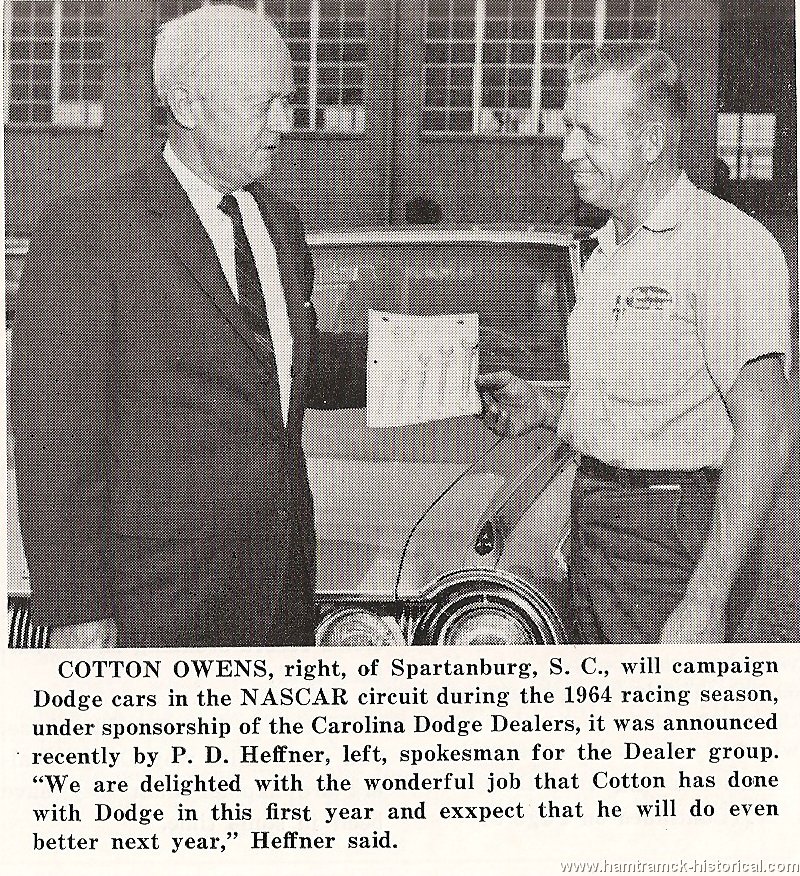 COTTON OWENS, right, of Spartanburg, S. C., will campaign
Dodge cars in the NASCAR circuit during the 1964 racing season,
under sponsorship of the Carolina Dodge Dealers, it was announced
recently by P. D. Heffner, left, spokesman for the Dealer group.
“We are delighted with the wonderful job that Cotton has done
with Dodge in this first year and exxpect that he will do even
better next year,” Heffner said.
www.hamtramck-historical.com